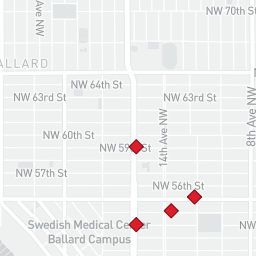 Ave NW
NW 70th St
BALLARD
NW 64th St
NW 63rd St
NW 63rd St
14th Ave NW
8th Ave NW
NW 60th St
NW 59th St
NW 57th St
NW 56th St
Swedish Medical Center
Ballard Campus